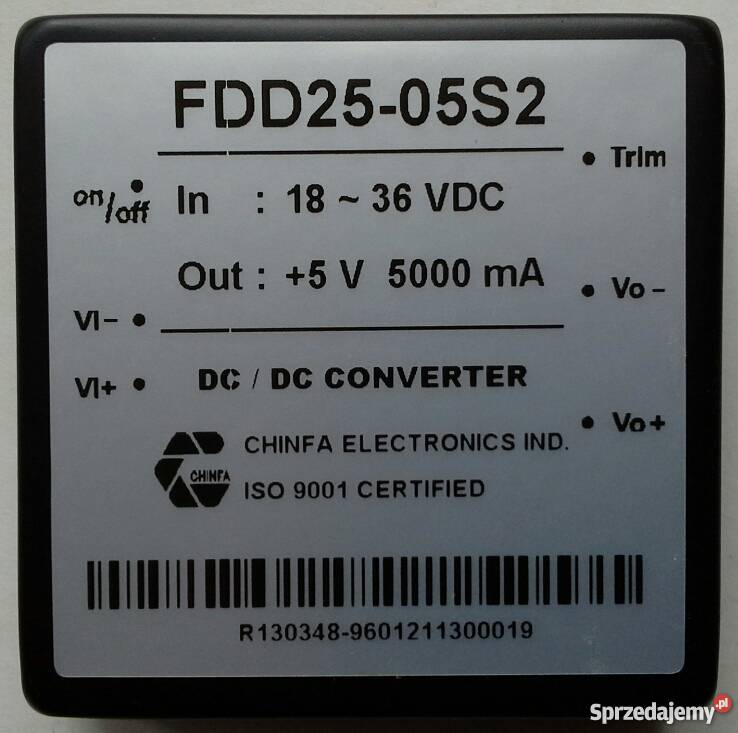 FDD25-05S2
• Trim
on/off • In : 18 ~ 36 VDC
Out : +5 V 5000 mA
• Vo -
VI- •
VI+ • DC / DC CONVERTER
• Vo +
CHINFA ELECTRONICS IND.
CHINFA
ISO 9001 CERTIFIED
R130348-9601211300019
Sprzedajemy.pl